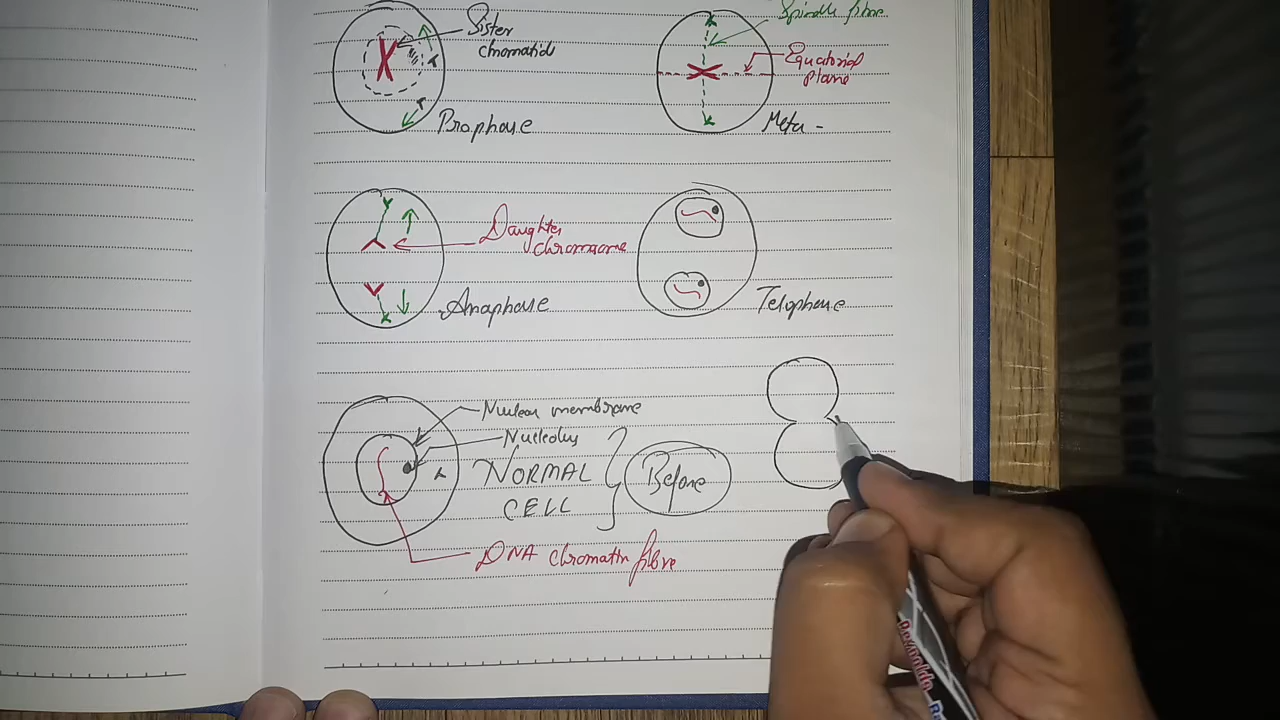 Sister
chromatid
Prophase
Spindle fibre
Equatorial
plane
Meta -
Daughter
chromosome
Anaphase
Telophase
Nuclear membrane
Nucleolus
NORMAL
CELL
Before
DNA chromatin fibre
Reynolds